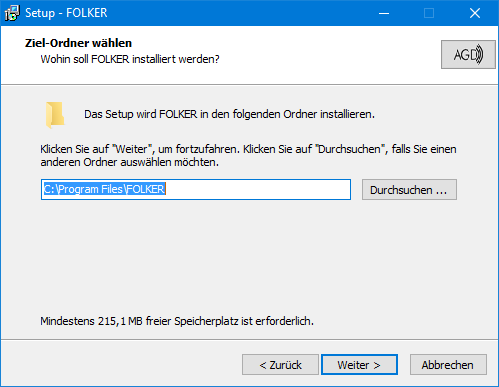 Setup - FOLKER
Ziel-Ordner wählen
Wohin soll FOLKER installiert werden?
AGD
Das Setup wird FOLKER in den folgenden Ordner installieren.
Klicken Sie auf "Weiter", um fortzufahren. Klicken Sie auf "Durchsuchen", falls Sie einen
anderen Ordner auswählen möchten.
C:\Program Files\FOLKER
Durchsuchen ...
Mindestens 215,1 MB freier Speicherplatz ist erforderlich.
< Zurück
Weiter >
Abbrechen